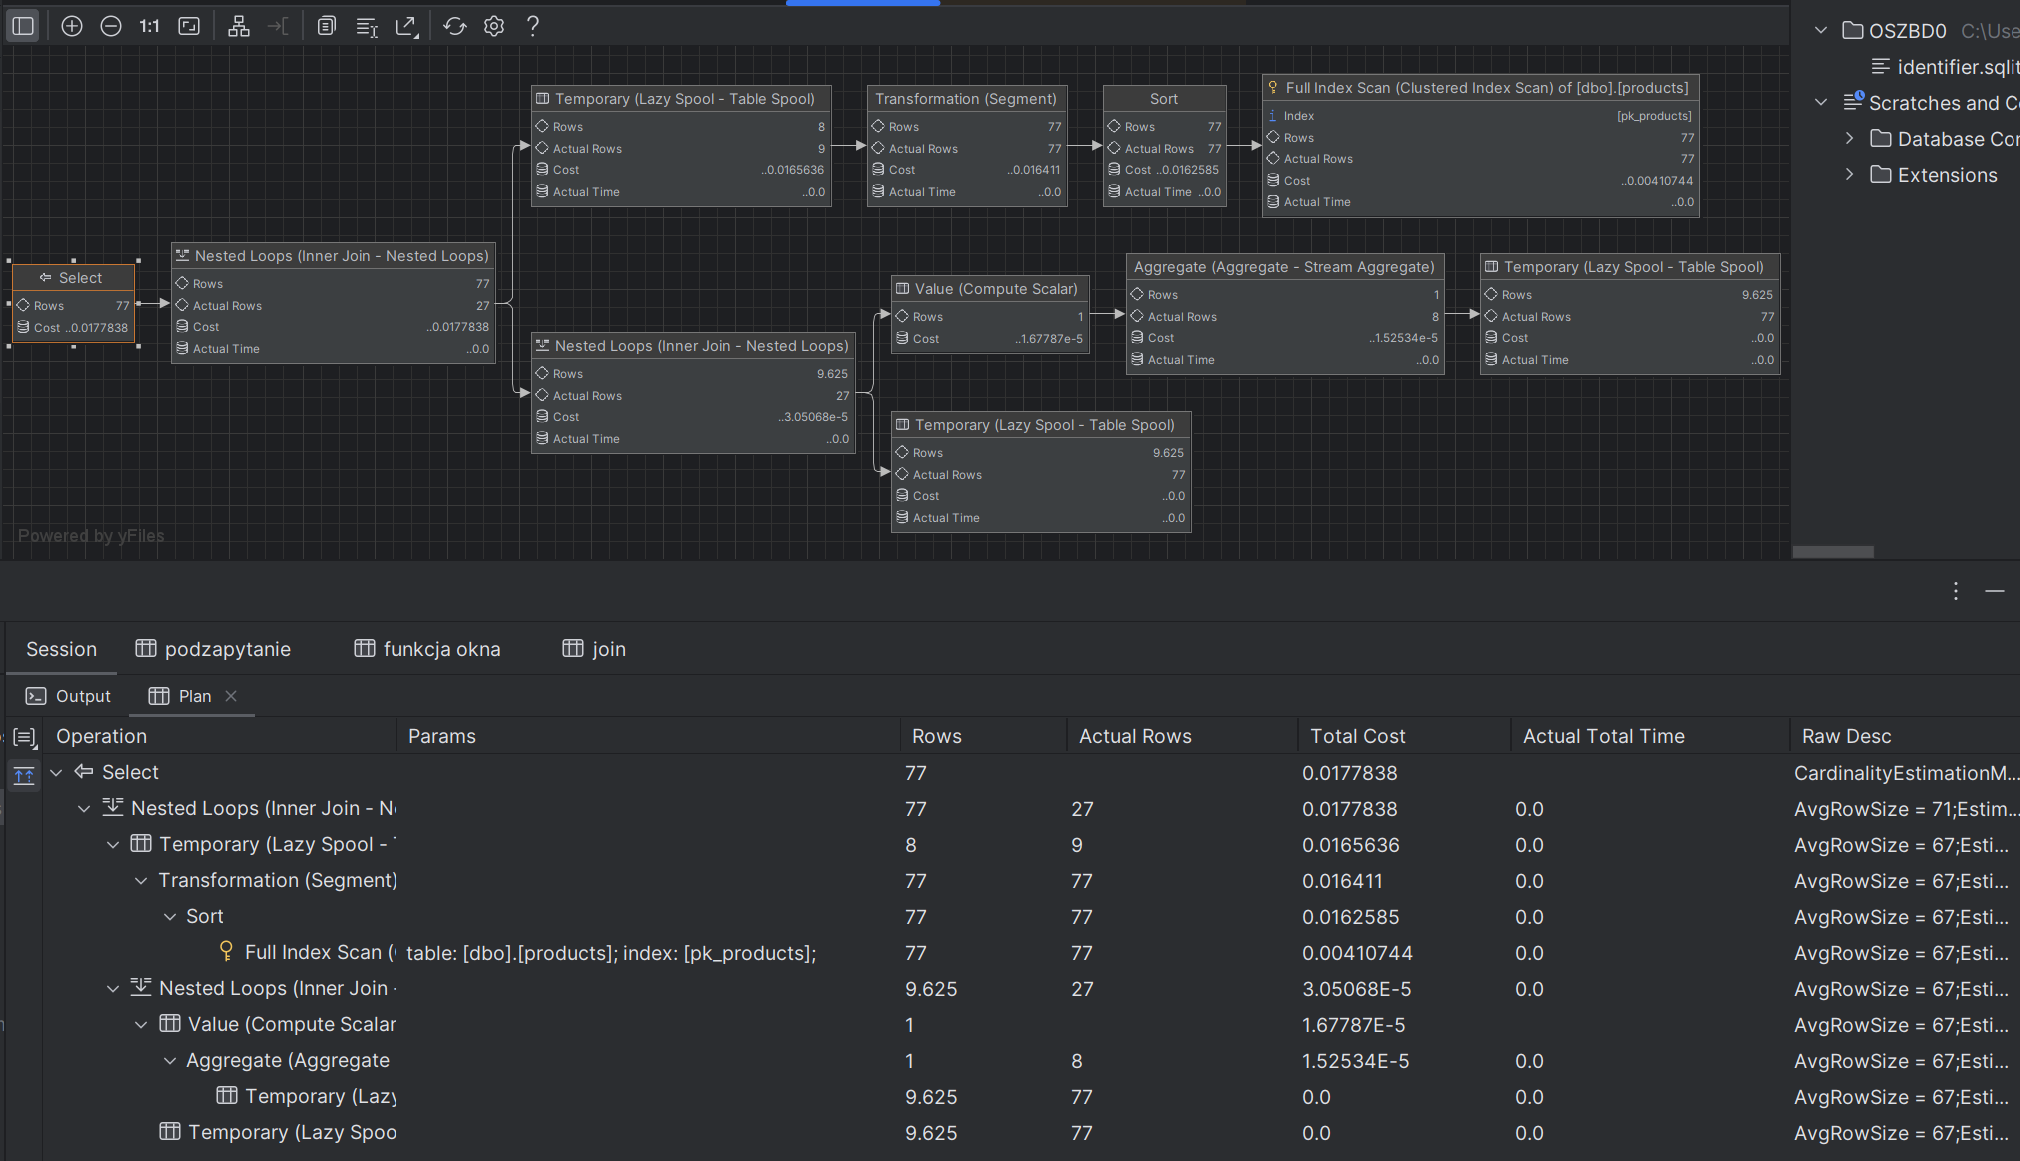 1:1
OSZBD0 C:\Use
identifier.sqlit
Scratches and Co
Database Cor
Extensions
Select
Rows 77
Cost ..0.0177838
Nested Loops (Inner Join - Nested Loops)
Rows 77
Actual Rows 27
Cost ..0.0177838
Actual Time ..0.0
Temporary (Lazy Spool - Table Spool)
Rows 8
Actual Rows 9
Cost ..0.0165636
Actual Time ..0.0
Transformation (Segment)
Rows 77
Actual Rows 77
Cost ..0.016411
Actual Time ..0.0
Sort
Rows 77
Actual Rows 77
Cost ..0.0162585
Actual Time ..0.0
Full Index Scan (Clustered Index Scan) of [dbo].[products]
Index [pk_products]
Rows 77
Actual Rows 77
Cost ..0.00410744
Actual Time ..0.0
Nested Loops (Inner Join - Nested Loops)
Rows 9.625
Actual Rows 27
Cost ..3.05068e-5
Actual Time ..0.0
Value (Compute Scalar)
Rows 1
Cost ..1.67787e-5
Aggregate (Aggregate - Stream Aggregate)
Rows 1
Actual Rows 8
Cost ..1.52534e-5
Actual Time ..0.0
Temporary (Lazy Spool - Table Spool)
Rows 9.625
Actual Rows 77
Cost ..0.0
Actual Time ..0.0
Temporary (Lazy Spool - Table Spool)
Rows 9.625
Actual Rows 77
Cost ..0.0
Actual Time ..0.0
Powered by yFiles
Session podzapytanie funkcja okna join
Output Plan
Operation Params Rows Actual Rows Total Cost Actual Total Time Raw Desc
Select 77 0.0177838 CardinalityEstimationM...
Nested Loops (Inner Join - Ne 77 27 0.0177838 0.0 AvgRowSize = 71;Estim...
Temporary (Lazy Spool - T 8 9 0.0165636 0.0 AvgRowSize = 67;Esti...
Transformation (Segment) 77 77 0.016411 0.0 AvgRowSize = 67;Esti...
Sort 77 77 0.0162585 0.0 AvgRowSize = 67;Esti...
Full Index Scan ( table: [dbo].[products]; index: [pk_products]; 77 77 0.00410744 0.0 AvgRowSize = 67;Esti...
Nested Loops (Inner Join - 9.625 27 3.05068E-5 0.0 AvgRowSize = 67;Esti...
Value (Compute Scalar 1 1.67787E-5 AvgRowSize = 67;Esti...
Aggregate (Aggregate 1 8 1.52534E-5 0.0 AvgRowSize = 67;Esti...
Temporary (Lazy 9.625 77 0.0 0.0 AvgRowSize = 67;Esti...
Temporary (Lazy Spoo 9.625 77 0.0 0.0 AvgRowSize = 67;Esti...